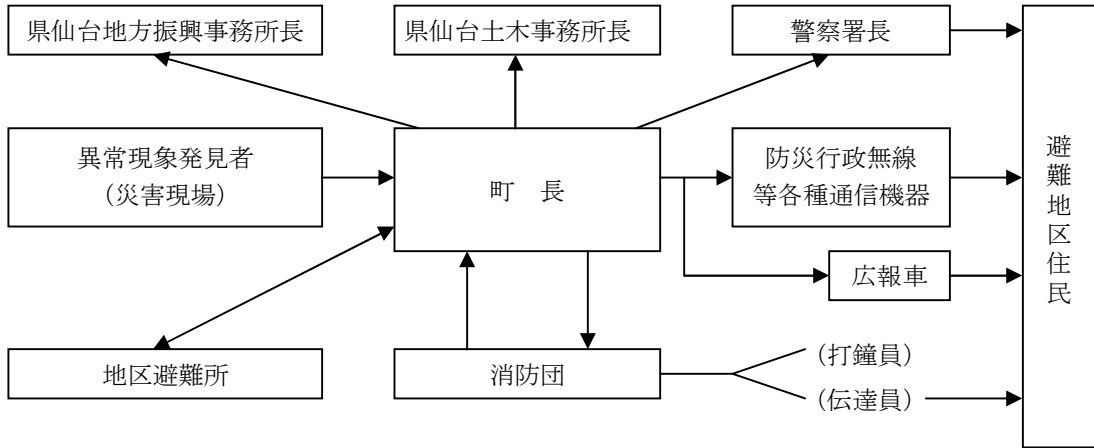 県仙台地方振興事務所長
県仙台土木事務所長
警察署長
異常現象発見者
（災害現場）
町　長
防災行政無線
等各種通信機器
避難地区住民
広報車
地区避難所
消防団
（打鐘員）
（伝達員）